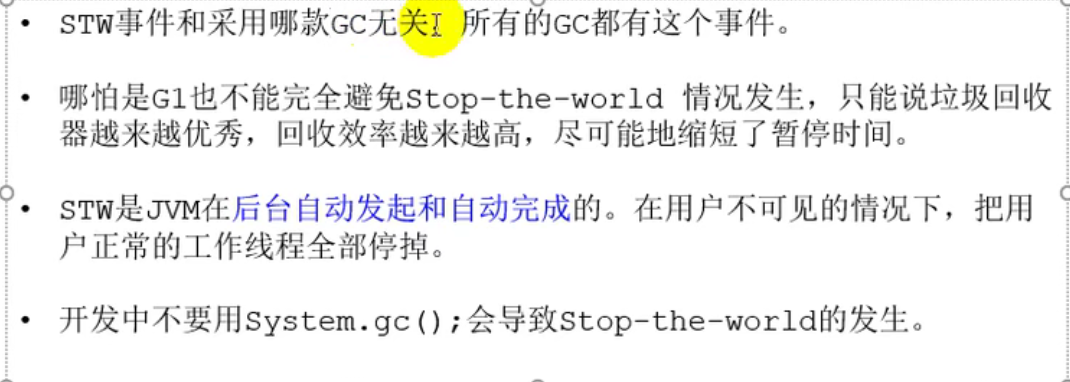 • STW事件和采用哪款GC无关 所有的GC都有这个事件。
• 哪怕是G1也不能完全避免Stop-the-world 情况发生，只能说垃圾回收
器越来越优秀，回收效率越来越高，尽可能地缩短了暂停时间。
• STW是JVM在后台自动发起和自动完成的。在用户不可见的情况下，把用
户正常的工作线程全部停掉。
• 开发中不要用System.gc();会导致Stop-the-world的发生。